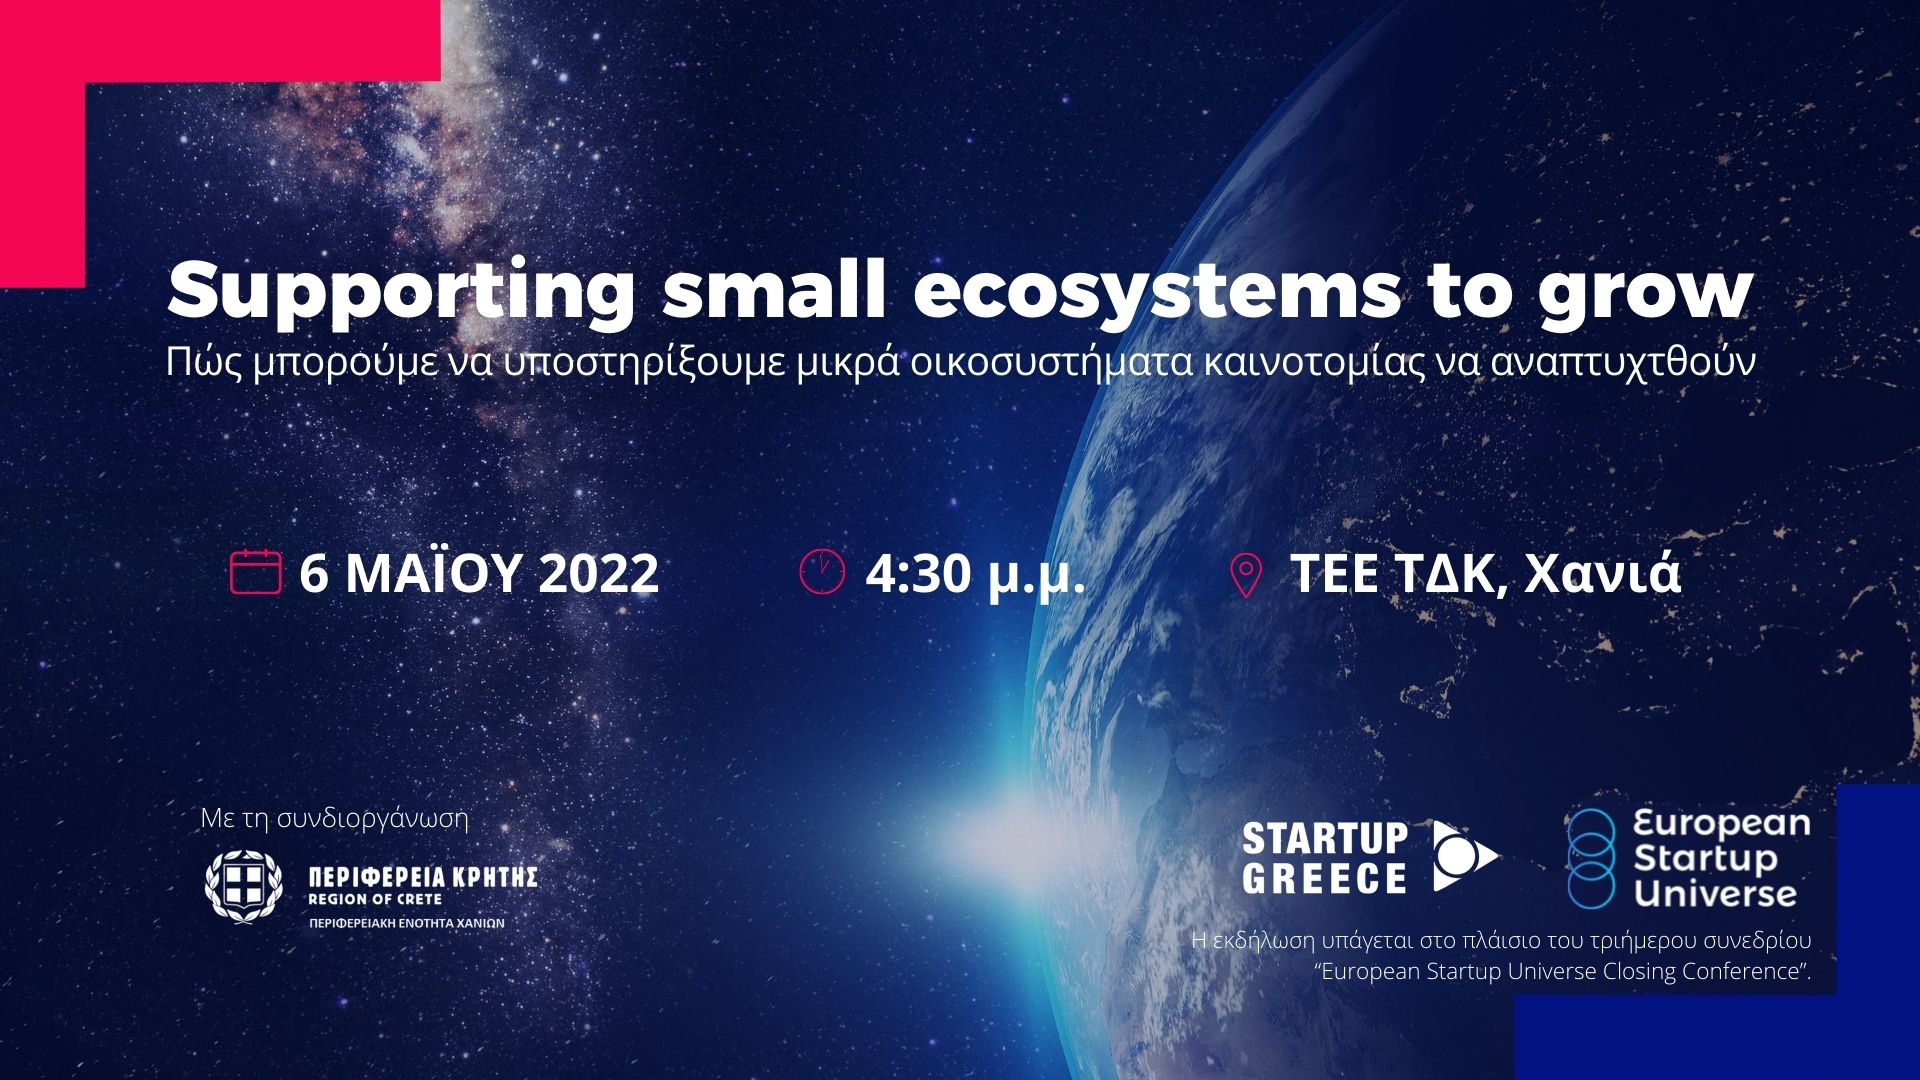 Supporting small ecosystems to grow
Πώς μπορούμε να υποστηρίξουμε μικρά οικοσυστήματα καινοτομίας να αναπτυχτθούν
6 ΜΑΪΟΥ 2022
4:30 μ.μ.
ΤΕΕ ΤΔΚ, Χανιά
Με τη συνδιοργάνωση
ΠΕΡΙΦΕΡΕΙΑ ΚΡΗΤΗΣ
REGION OF CRETE
ΠΕΡΙΦΕΡΕΙΑΚΗ ΕΝΟΤΗΤΑ ΧΑΝΙΩΝ
STARTUP
GREECE
European
Startup
Universe
Η εκδήλωση υπάγεται στο πλάισιο του τριήμερου συνεδρίου
“European Startup Universe Closing Conference”.